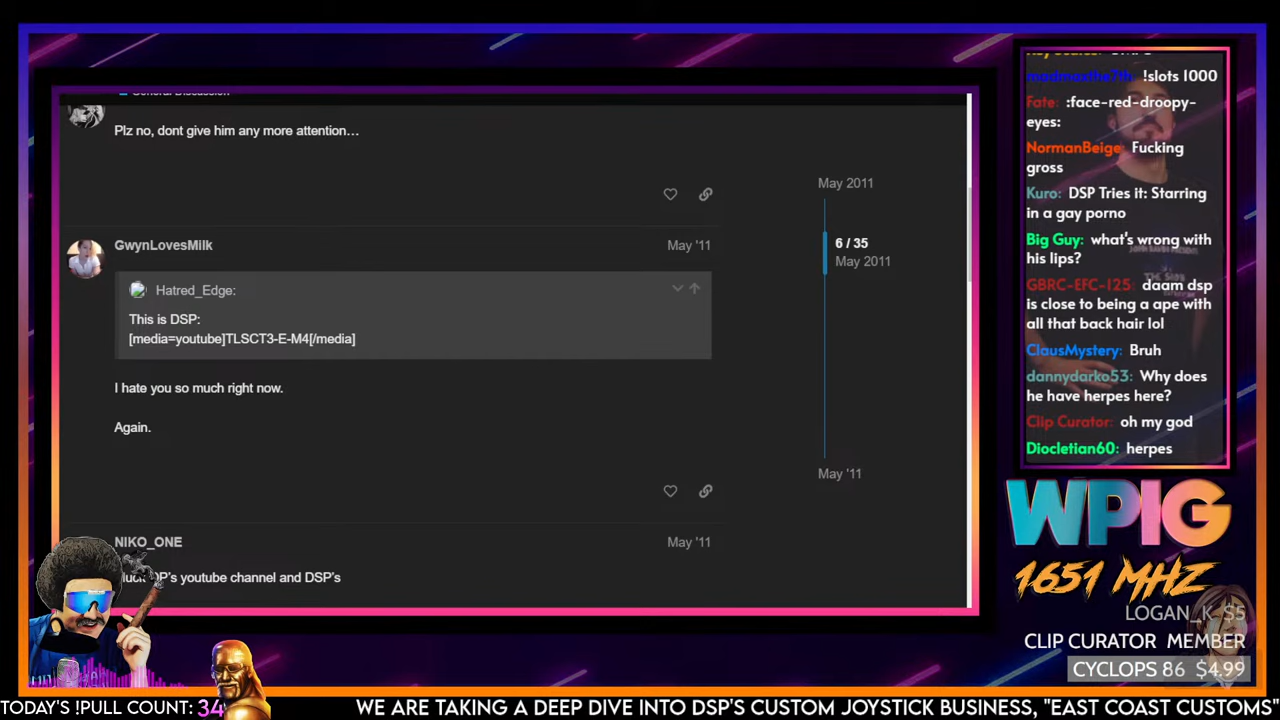 General Discussion
Plz no, dont give him any more attention…
May 2011
6 / 35
May 2011
May '11
GwynLovesMilk
May '11
Hatred_Edge:
This is DSP:
[media=youtube]TLSCT3-E-M4[/media]
I hate you so much right now.
Again.
NIKO_ONE
May '11
OP's youtube channel and DSP's
madmaxthe7th !slots 1000
Fate: :face-red-droopy-
eyes:
NormanBeige: Fucking
gross
Kuro: DSP Tries it: Starring
in a gay porno
Big Guy: what's wrong with
his lips?
GBRC-EFC-125: daam dsp
is close to being a ape with
all that back hair lol
ClausMystery: Bruh
dannydarko53: Why does
he have herpes here?
Clip Curator: oh my god
Diocletian60: herpes
WPIG
1651 MHZ
LOGAN_K $5
CLIP CURATOR MEMBER
CYCLOPS 86 $4.99
TODAY'S !PULL COUNT: 34
WE ARE TAKING A DEEP DIVE INTO DSP'S CUSTOM JOYSTICK BUSINESS, "EAST COAST CUSTOMS"